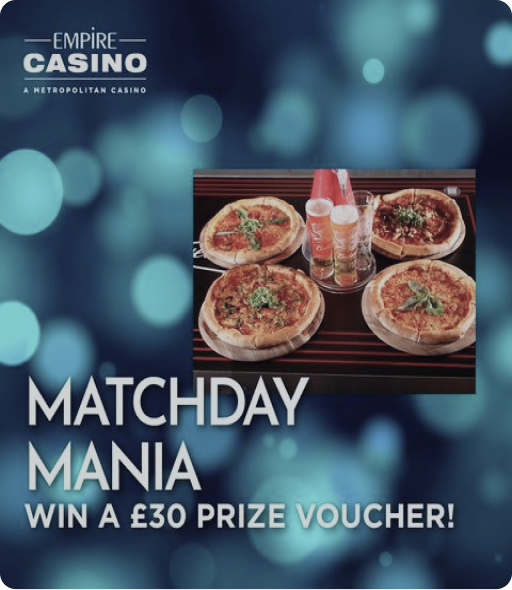 EMPIRE
CASINO
A METROPOLITAN CASINO
MATCHDAY
MANIA
WIN A £30 PRIZE VOUCHER!